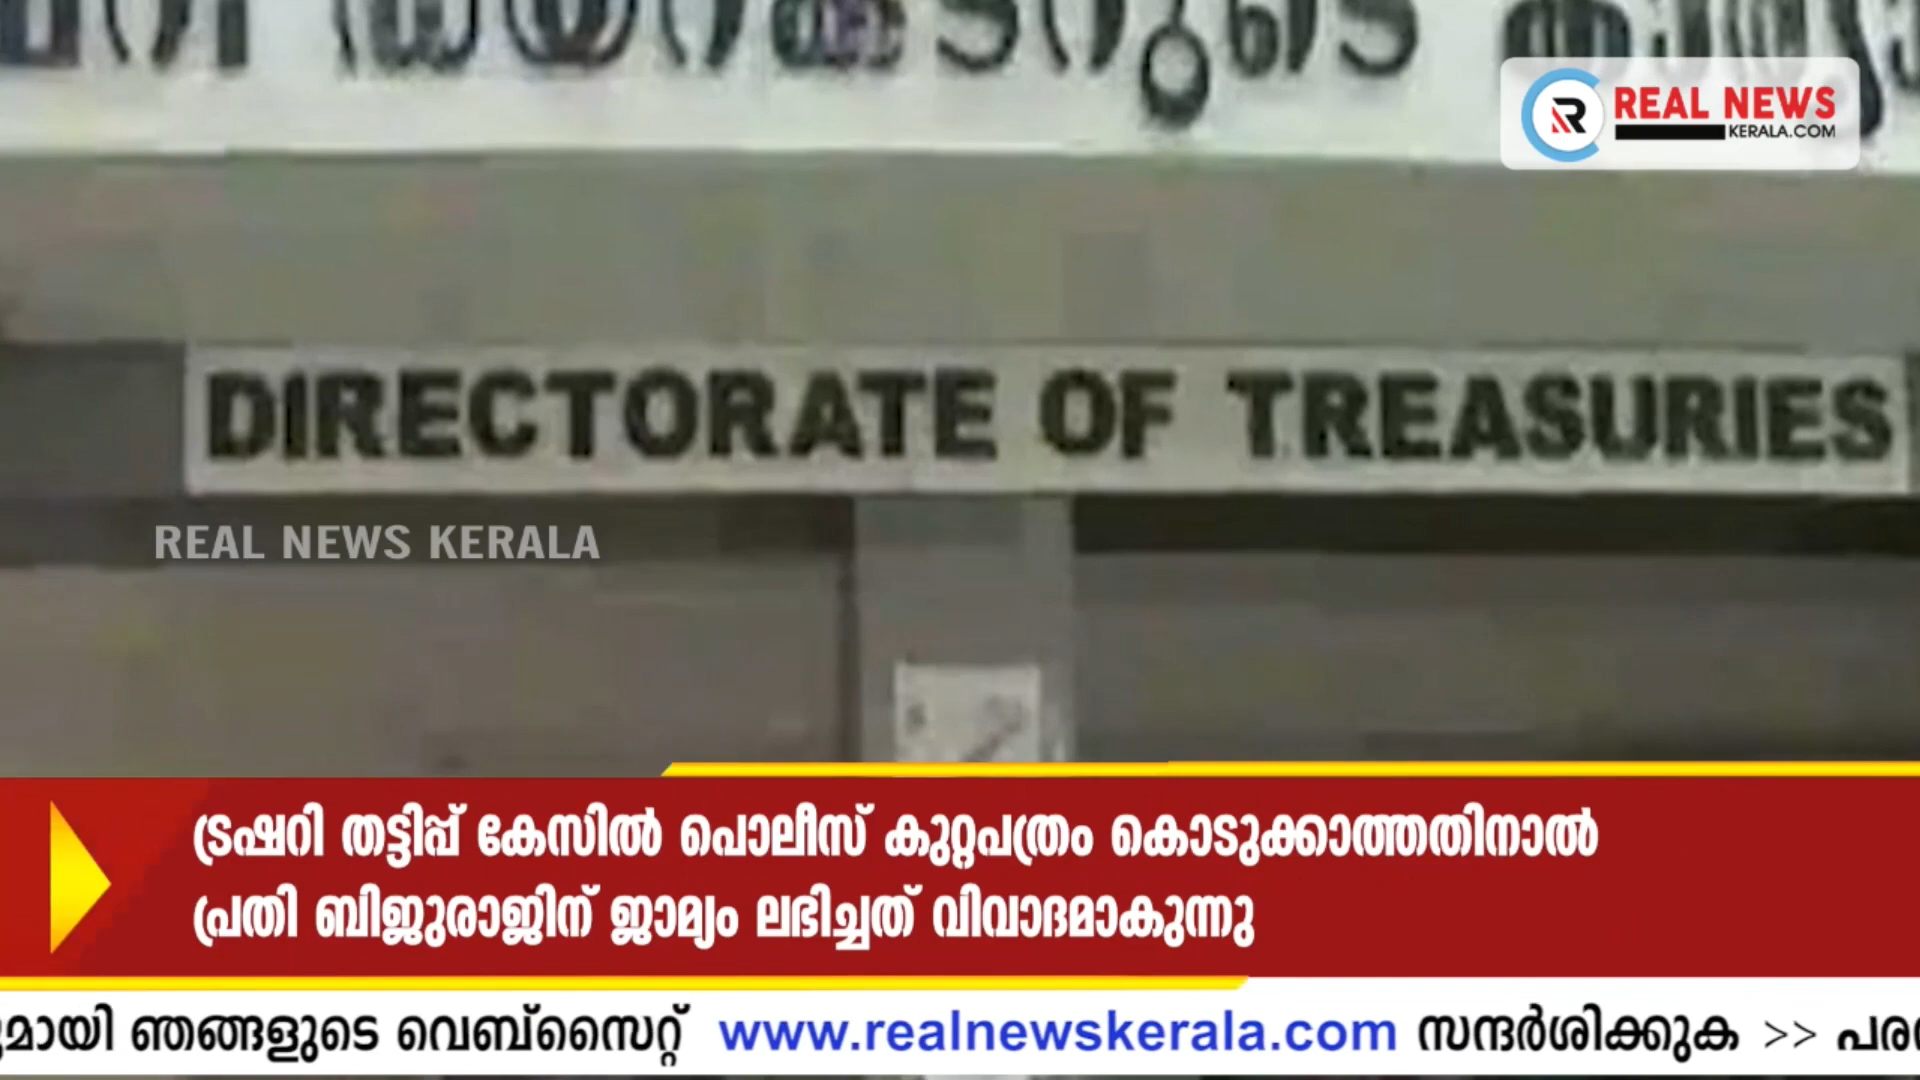 REAL NEWS
KERALA.COM
DIRECTORATE OF TREASURIES
REAL NEWS KERALA
ട്രഷറി തട്ടിപ്പ് കേസിൽ പൊലീസ് കുറ്റപത്രം കൊടുക്കാത്തതിനാൽ
പ്രതി ബിജുരാജിന് ജാമ്യം ലഭിച്ചത് വിവാദമാകുന്നു
ഞങ്ങളുടെ വെബ്സൈറ്റ് www.realnewskerala.com സന്ദർശിക്കുക >>